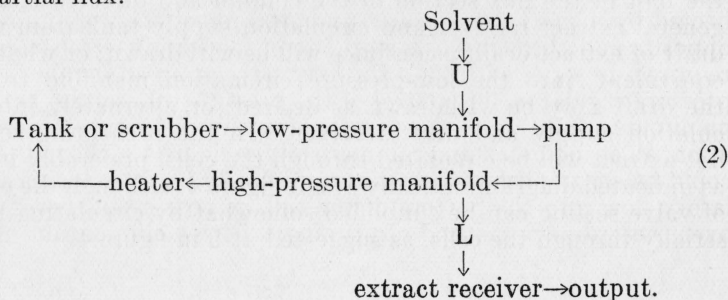 partial flux.
Solvent
↓
U
↓
Tank or scrubber→low-pressure manifold→pump
(2)
heater←high-pressure manifold←
↓
L
↓
extract receiver→output.